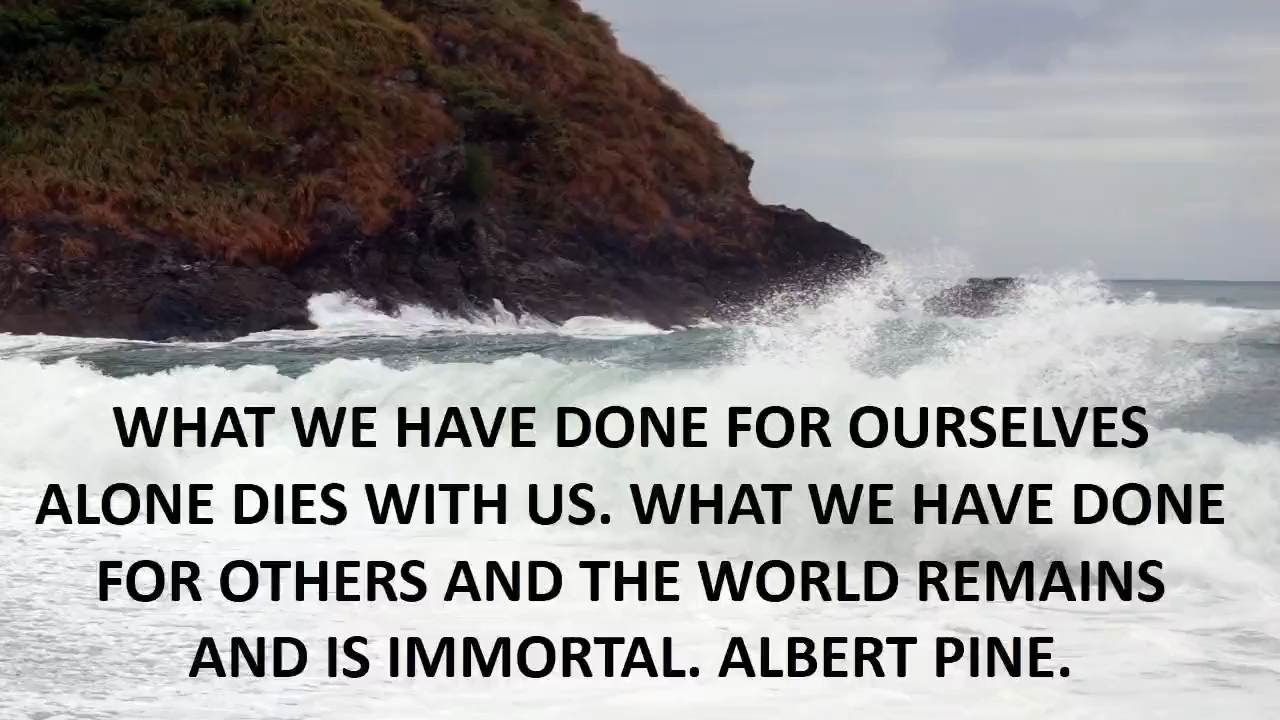 WHAT WE HAVE DONE FOR OURSELVES
ALONE DIES WITH US. WHAT WE HAVE DONE
FOR OTHERS AND THE WORLD REMAINS
AND IS IMMORTAL. ALBERT PINE.